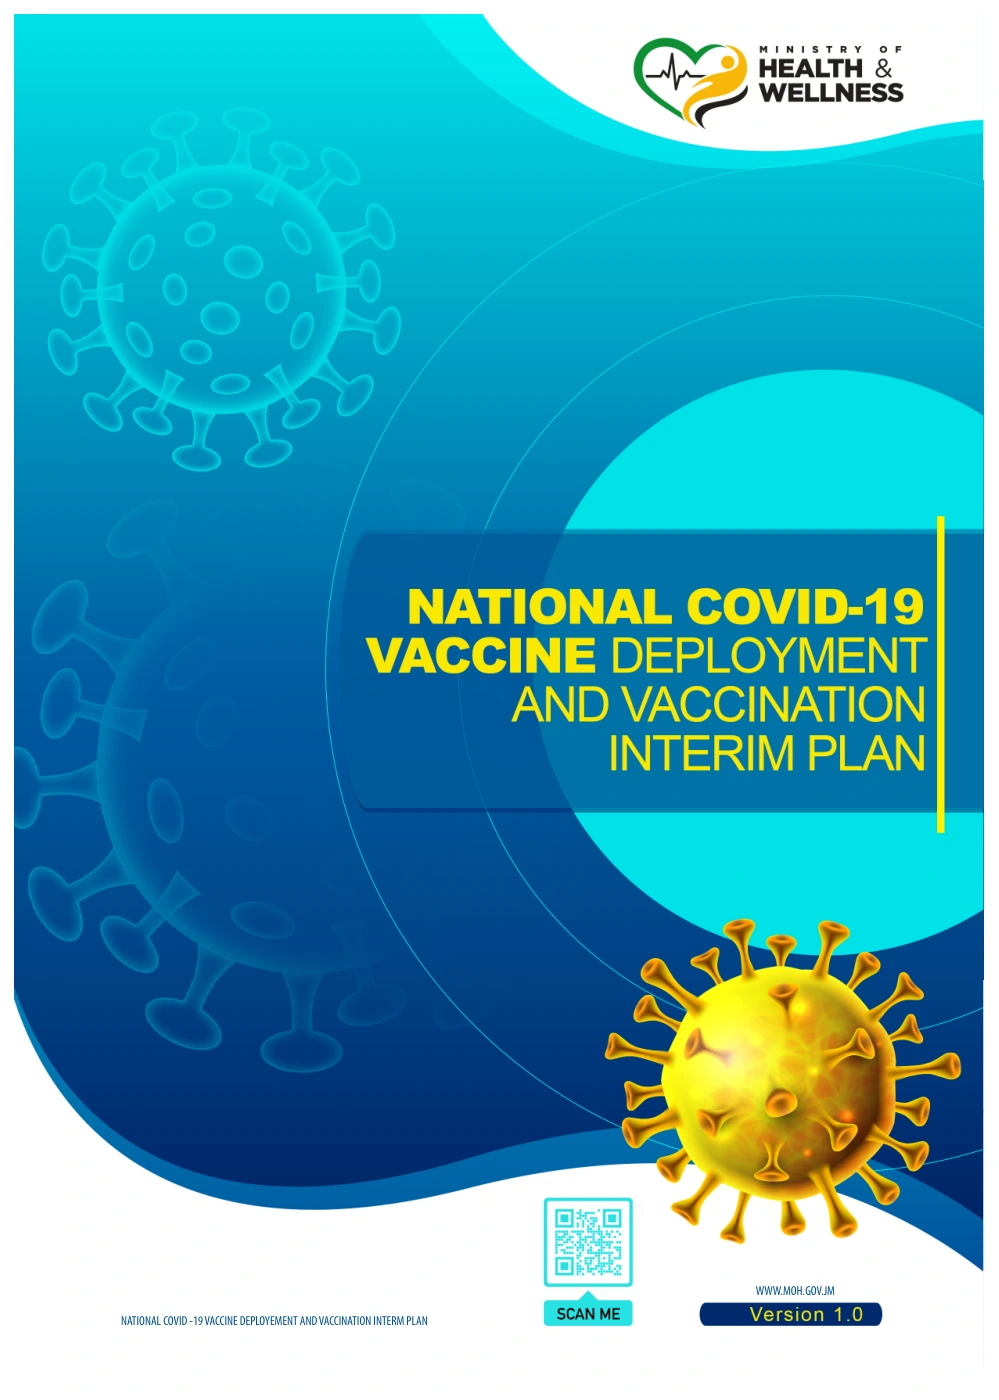 MINISTRY OF
HEALTH &
WELLNESS
NATIONAL COVID-19
VACCINE DEPLOYMENT
AND VACCINATION
INTERIM PLAN
SCAN ME
WWW.MOH.GOV.JM
Version 1.0
NATIONAL COVID -19 VACCINE DEPLOYEMENT AND VACCINATION INTERM PLAN